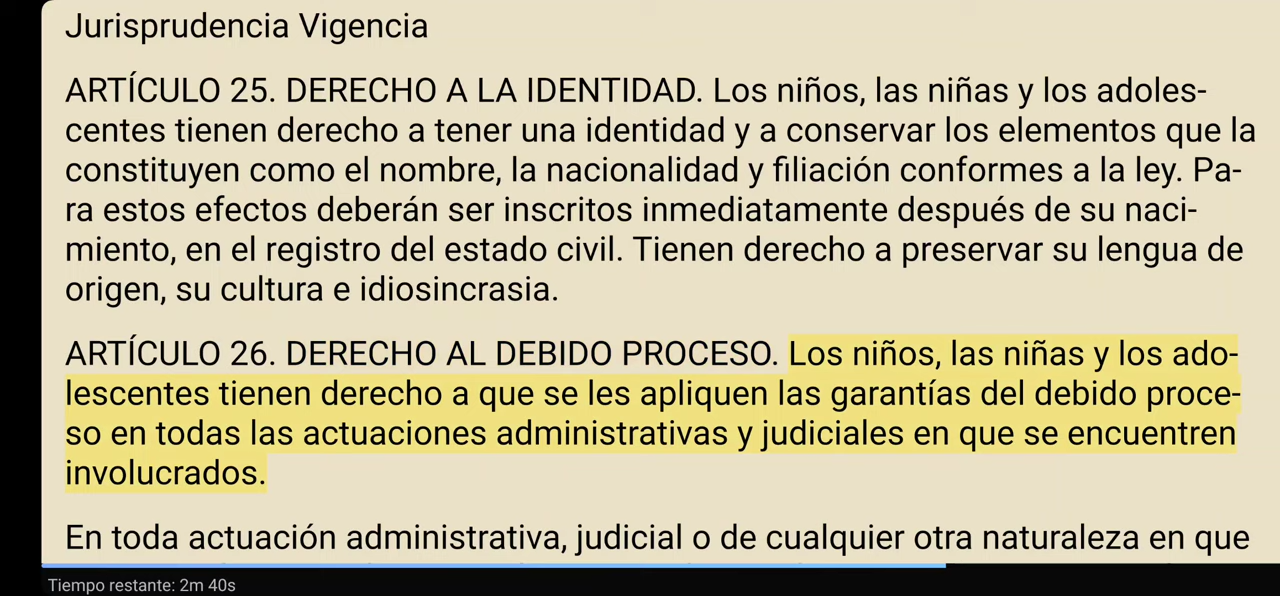 Jurisprudencia Vigencia
ARTÍCULO 25. DERECHO A LA IDENTIDAD. Los niños, las niñas y los adoles-
centes tienen derecho a tener una identidad y a conservar los elementos que la
constituyen como el nombre, la nacionalidad y filiación conformes a la ley. Pa-
ra estos efectos deberán ser inscritos inmediatamente después de su naci-
miento, en el registro del estado civil. Tienen derecho a preservar su lengua de
origen, su cultura e idiosincrasia.
ARTÍCULO 26. DERECHO AL DEBIDO PROCESO. Los niños, las niñas y los ado-
lescentes tienen derecho a que se les apliquen las garantías del debido proce-
so en todas las actuaciones administrativas y judiciales en que se encuentren
involucrados.
En toda actuación administrativa, judicial o de cualquier otra naturaleza en que
Tiempo restante: 2m 40s